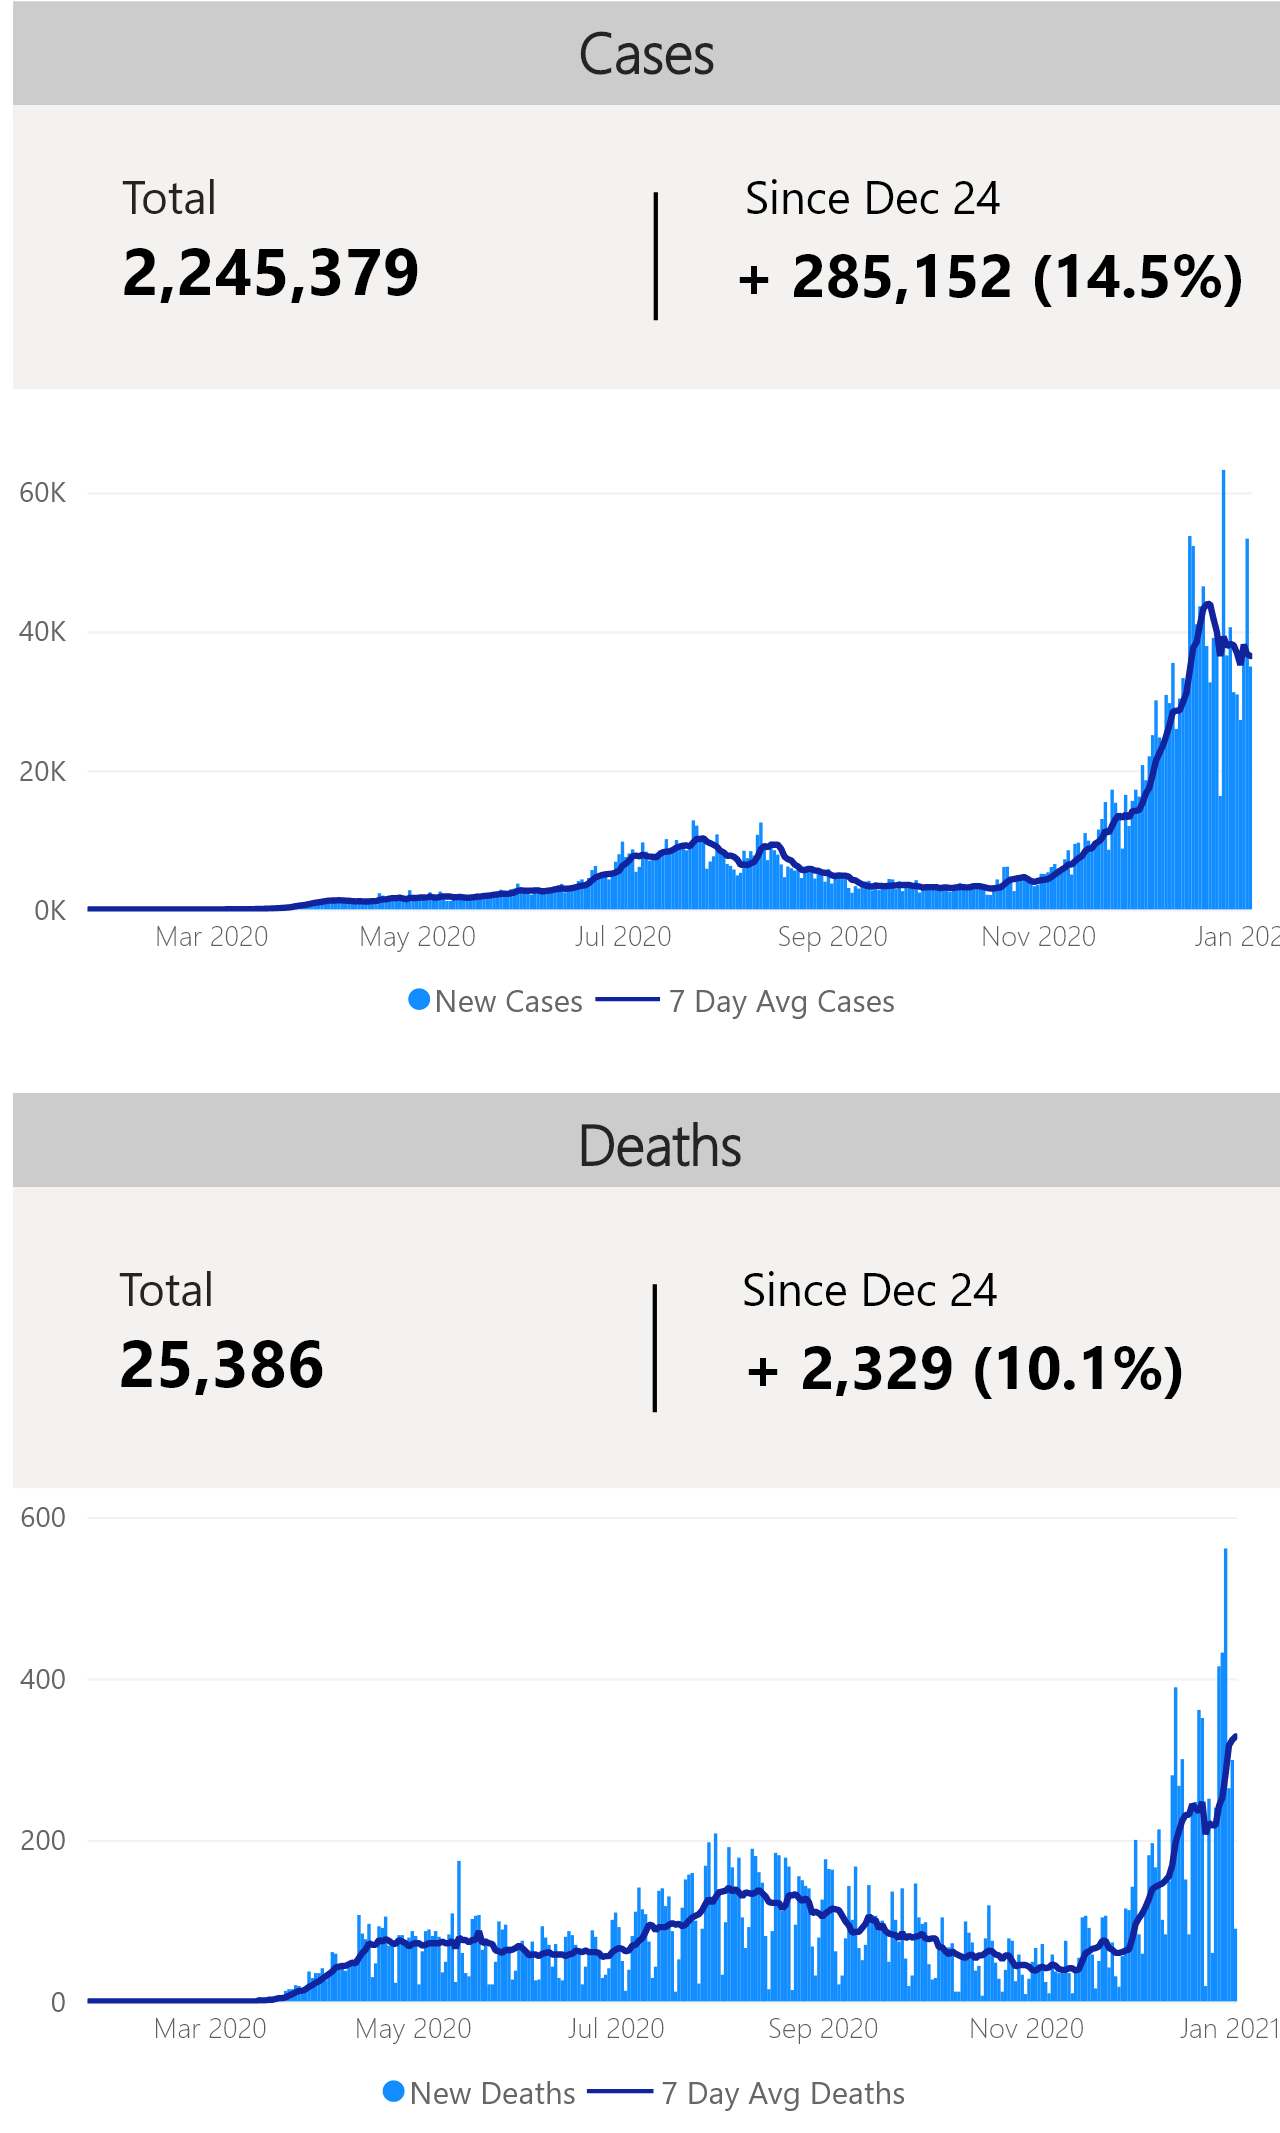 Cases
Total
Since Dec 24
2,245,379
+ 285,152 (14.5%)
60K
40K
20K
0K
Mar 2020 May 2020 Jul 2020 Sep 2020 Nov 2020 Jan 202
New Cases 7 Day Avg Cases
Deaths
Total
Since Dec 24
25,386
+ 2,329 (10.1%)
600
400
200
0
Mar 2020 May 2020 Jul 2020 Sep 2020 Nov 2020 Jan 2021
New Deaths 7 Day Avg Deaths